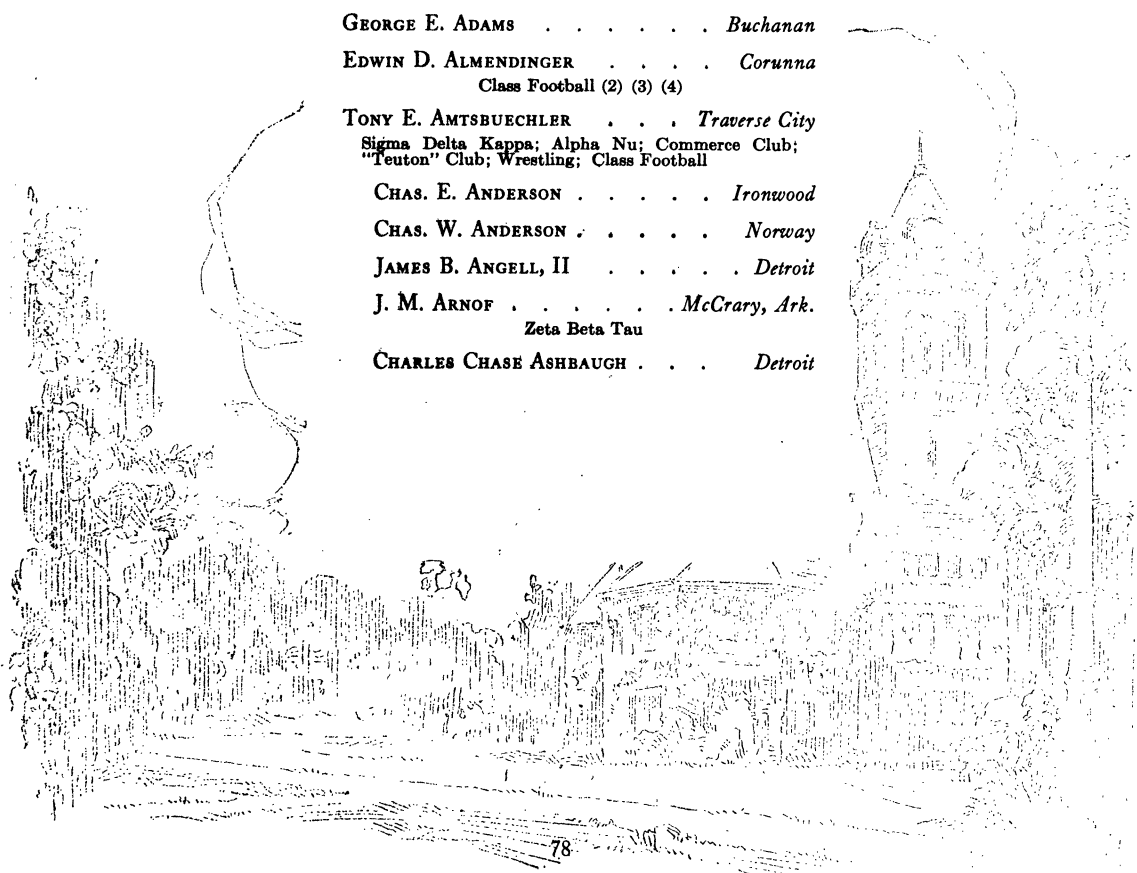 GEORGE E. ADAMS . . . . . . Buchanan
EDWIN D. ALMENDINGER . . . . Corunna
Class Football (2) (3) (4)
TONY E. AMTSBUECHLER . . . Traverse City
Sigma Delta Kappa; Alpha Nu; Commerce Club;
"Teuton" Club; Wrestling; Class Football
CHAS. E. ANDERSON . . . . . Ironwood
CHAS. W. ANDERSON . . . . . Norway
JAMES B. ANGELL, II . . . . . Detroit
J. M. ARNOF . . . . . . McCrary, Ark.
Zeta Beta Tau
CHARLES CHASE ASHBAUGH . . . Detroit
78